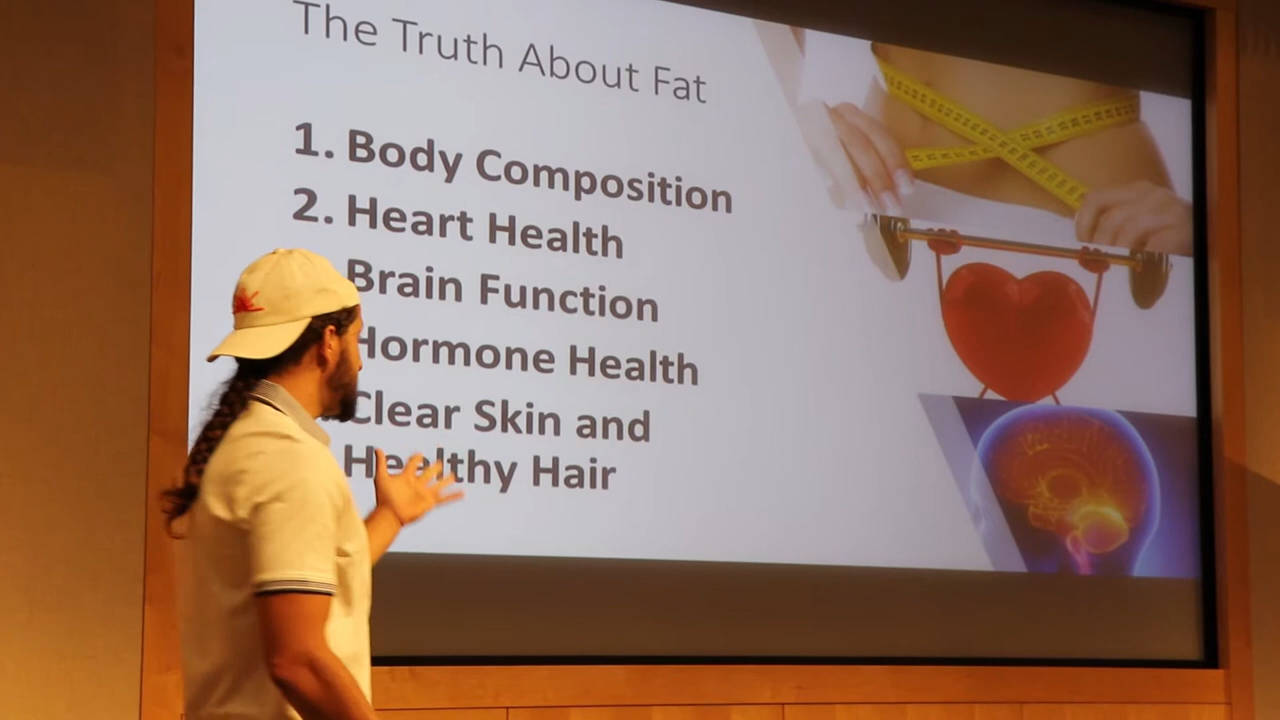 The Truth About Fat
1. Body Composition
2. Heart Health
Brain Function
Hormone Health
Clear Skin and
Healthy Hair